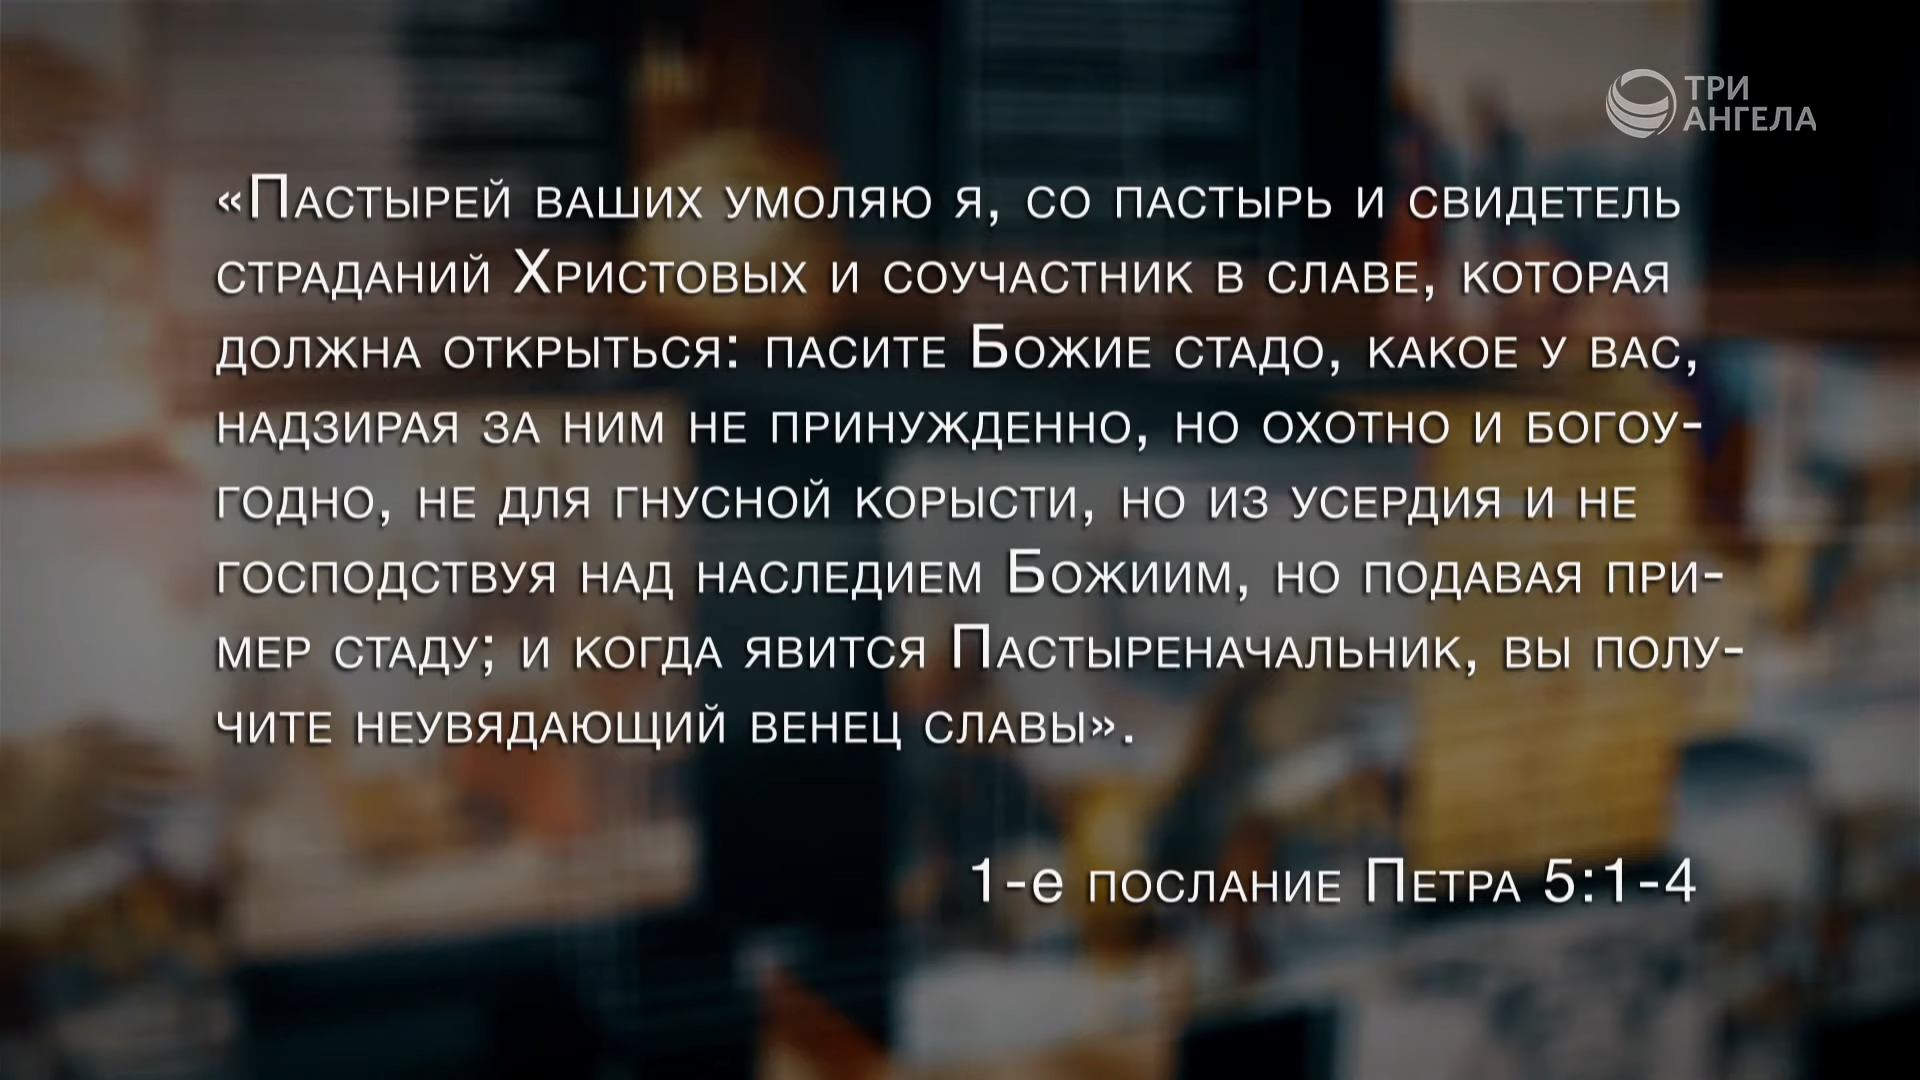 ТРИ
АНГЕЛА
«Пастырей ваших умоляю я, со пастырь и свидетель
страданий Христовых и соучастник в славе, которая
должна открыться: пасите Божие стадо, какое у вас,
надзирая за ним не принужденно, но охотно и богоу-
годно, не для гнусной корысти, но из усердия и не
господствуя над наследием Божиим, но подавая при-
мер стаду; и когда явится Пастыреначальник, вы полу-
чите неувядающий венец славы».
1-е послание Петра 5:1-4